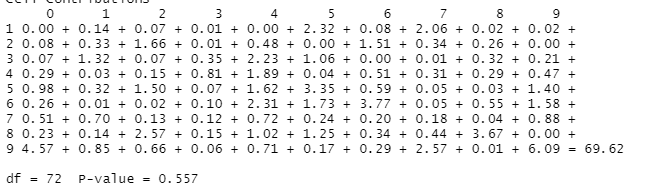 Cell Contributions
0 1 2 3 4 5 6 7 8 9
1 0.00 + 0.14 + 0.07 + 0.01 + 0.00 + 2.32 + 0.08 + 2.06 + 0.02 + 0.02 +
2 0.08 + 0.33 + 1.66 + 0.01 + 0.48 + 0.00 + 1.51 + 0.34 + 0.26 + 0.00 +
3 0.07 + 1.32 + 0.07 + 0.35 + 2.23 + 1.06 + 0.00 + 0.01 + 0.32 + 0.21 +
4 0.29 + 0.03 + 0.15 + 0.81 + 1.89 + 0.04 + 0.51 + 0.31 + 0.29 + 0.47 +
5 0.98 + 0.32 + 1.50 + 0.07 + 1.62 + 3.35 + 0.59 + 0.05 + 0.03 + 1.40 +
6 0.26 + 0.01 + 0.02 + 0.10 + 2.31 + 1.73 + 3.77 + 0.05 + 0.55 + 1.58 +
7 0.51 + 0.70 + 0.13 + 0.12 + 0.72 + 0.24 + 0.20 + 0.18 + 0.04 + 0.88 +
8 0.23 + 0.14 + 2.57 + 0.15 + 1.02 + 1.25 + 0.34 + 0.44 + 3.67 + 0.00 +
9 4.57 + 0.85 + 0.66 + 0.06 + 0.71 + 0.17 + 0.29 + 2.57 + 0.01 + 6.09 = 69.62
df = 72 P-value = 0.557